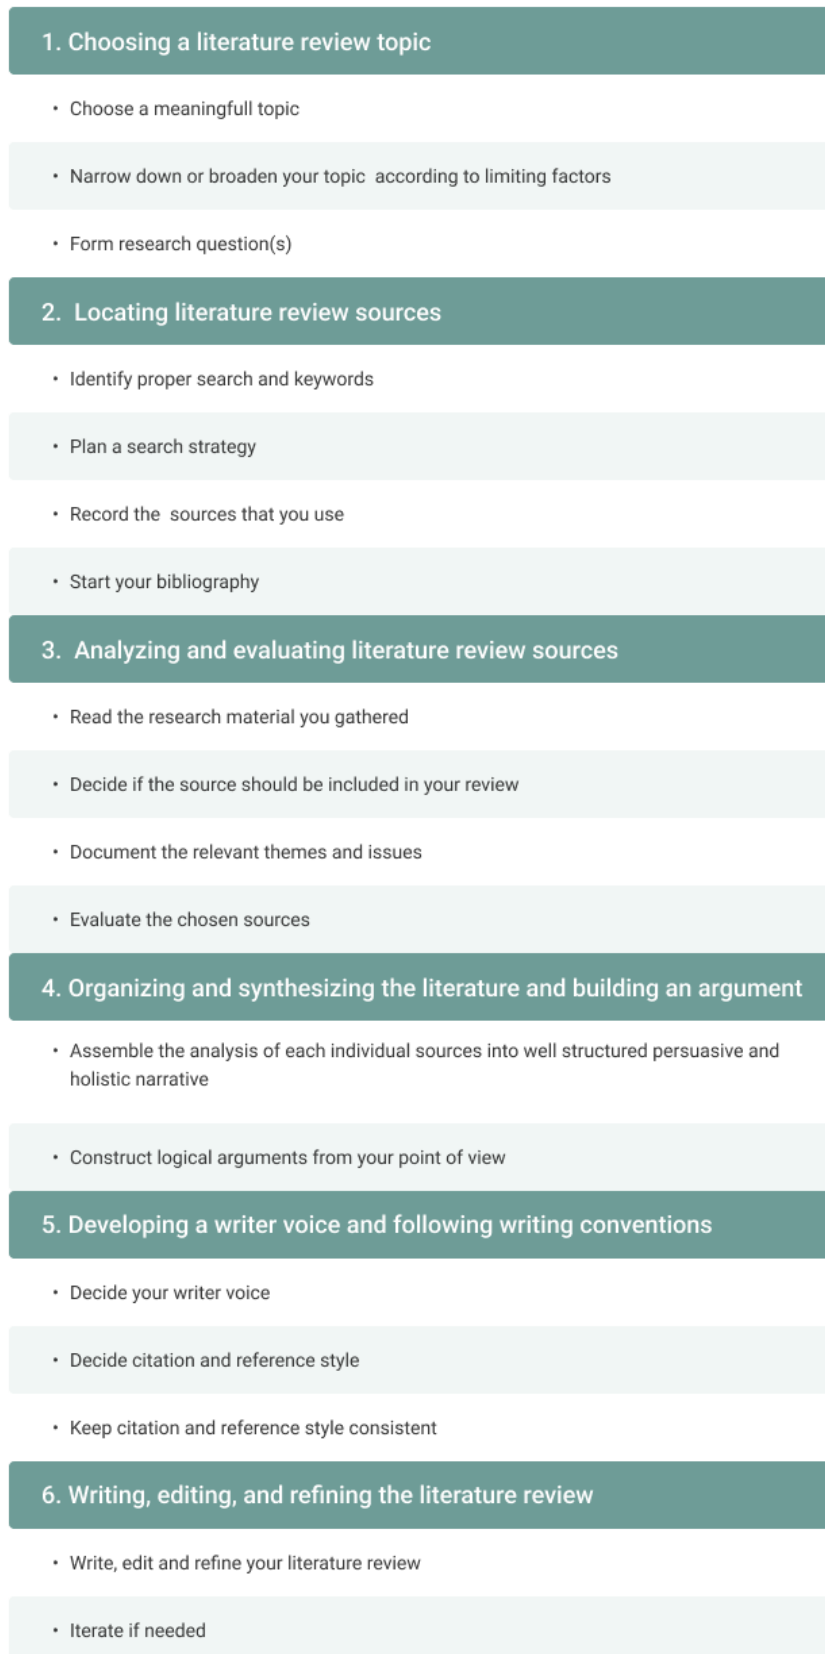 1. Choosing a literature review topic
• Choose a meaningfull topic
• Narrow down or broaden your topic  according to limiting factors
• Form research question(s)
2.  Locating literature review sources
• Identify proper search and keywords
• Plan a search strategy
• Record the  sources that you use
• Start your bibliography
3.  Analyzing and evaluating literature review sources
• Read the research material you gathered
• Decide if the source should be included in your review
• Document the relevant themes and issues
• Evaluate the chosen sources
4. Organizing and synthesizing the literature and building an argument
• Assemble the analysis of each individual sources into well structured persuasive and
holistic narrative
• Construct logical arguments from your point of view
5. Developing a writer voice and following writing conventions
• Decide your writer voice
• Decide citation and reference style
• Keep citation and reference style consistent
6. Writing, editing, and refining the literature review
• Write, edit and refine your literature review
• Iterate if needed